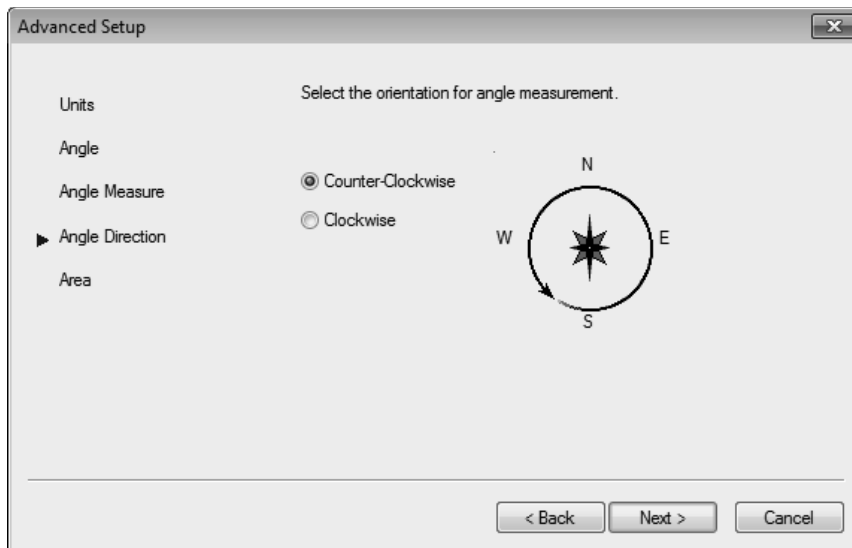 Advanced Setup
Select the orientation for angle measurement.
Units
Angle
Angle Measure
Angle Direction
Area
Counter-Clockwise
Clockwise
N
W
E
S
< Back
Next >
Cancel